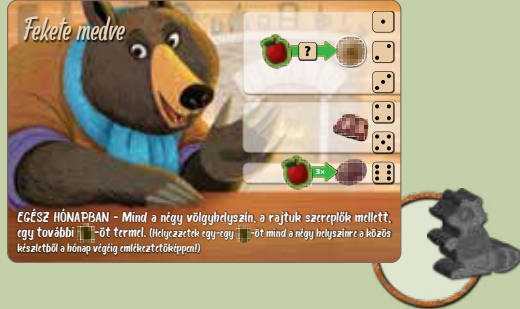 Fekete medve
?
3×
EGÉSZ HÓNAPBAN – Mind a négy völgyhelyszín, a rajtuk szereplők mellett,
egy további -öt termel. (Helyezzetek egy-egy -öt mind a négy helyszínre a közös
készletből a hónap végéig emlékeztetőképpen!)